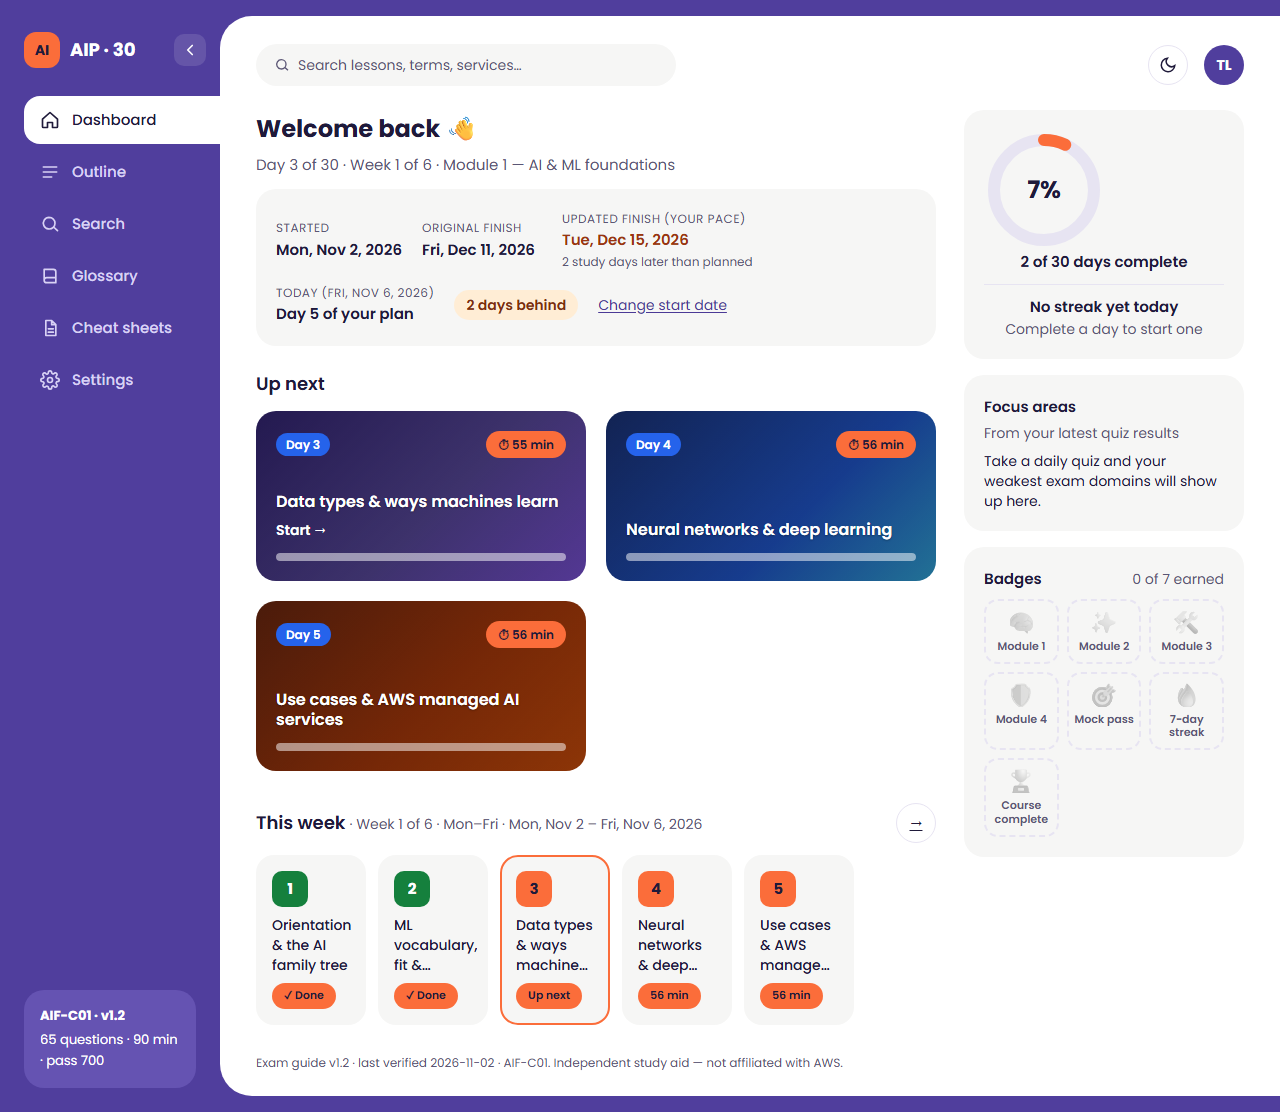 AI AIP · 30
Dashboard
Outline
Search
Glossary
Cheat sheets
Settings
AIF-C01 · v1.2
65 questions · 90 min
· pass 700
Search lessons, terms, services...
TL
Welcome back 👋
Day 3 of 30 · Week 1 of 6 · Module 1 — AI & ML foundations
STARTED
Mon, Nov 2, 2026
ORIGINAL FINISH
Fri, Dec 11, 2026
UPDATED FINISH (YOUR PACE)
Tue, Dec 15, 2026
2 study days later than planned
TODAY (FRI, NOV 6, 2026)
Day 5 of your plan
2 days behind
Change start date
Up next
Day 3
⏱ 55 min
Data types & ways machines learn
Start →
Day 4
⏱ 56 min
Neural networks & deep learning
Day 5
⏱ 56 min
Use cases & AWS managed AI
services
This week · Week 1 of 6 · Mon–Fri · Mon, Nov 2 – Fri, Nov 6, 2026
→
1
Orientation
& the AI
family tree
✓ Done
2
ML
vocabulary,
fit &...
✓ Done
3
Data types
& ways
machine...
Up next
4
Neural
networks
& deep...
56 min
5
Use cases
& AWS
manage...
56 min
Exam guide v1.2 · last verified 2026-11-02 · AIF-C01. Independent study aid — not affiliated with AWS.
7%
2 of 30 days complete
No streak yet today
Complete a day to start one
Focus areas
From your latest quiz results
Take a daily quiz and your
weakest exam domains will show
up here.
Badges
0 of 7 earned
Module 1
Module 2
Module 3
Module 4
Mock pass
7-day
streak
Course
complete